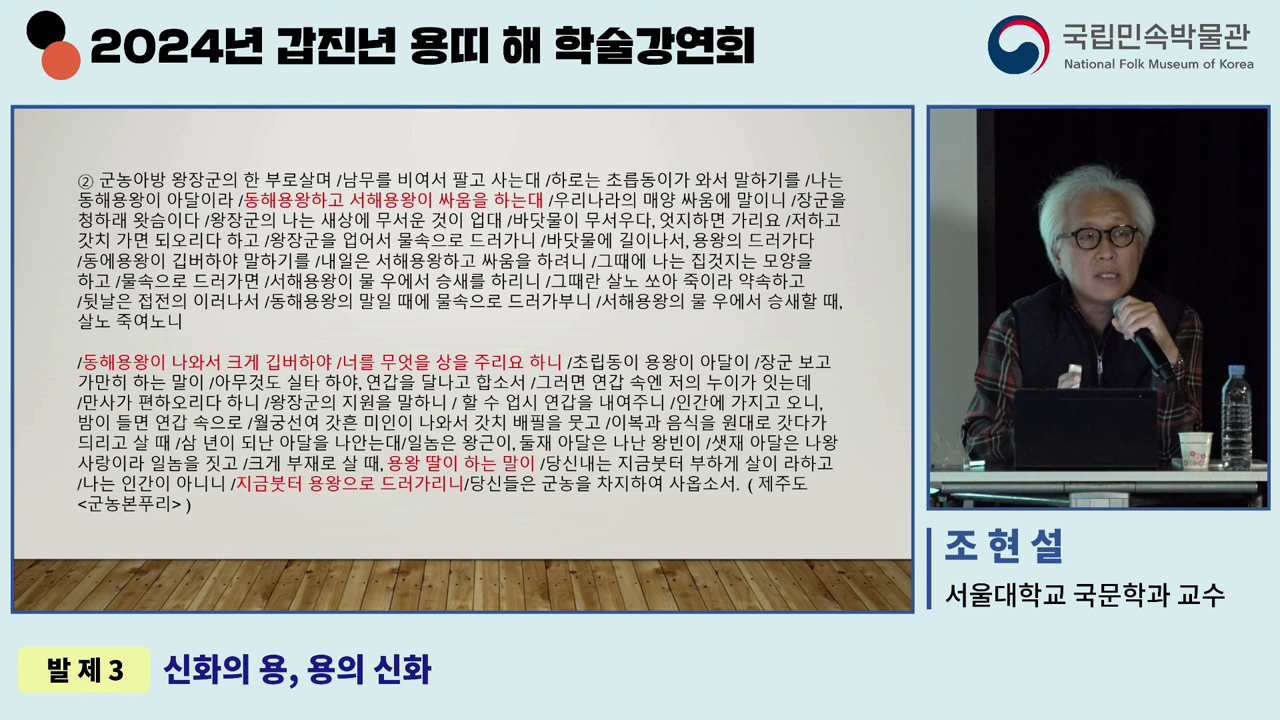 2024년 갑진년 용띠 해 학술강연회
국립민속박물관
National Folk Museum of Korea
② 군농아방 왕장군의 한 부로살며 /남무를 비여서 팔고 사는대 /하로는 초릅동이가 와서 말하기를 /나는
동해용왕이 아달이라 /동해용왕하고 서해용왕이 싸움을 하는대 /우리나라의 매양 싸움에 말이니 /장군을
청하래 왓슴이다 /왕장군의 나는 새상에 무서운 것이 업대 /바닷물이 무서우다, 엇지하면 가리요 /저하고
갓치 가면 되오리다 하고 /왕장군을 업어서 물속으로 드러가니 /바닷물에 길이나서, 용왕의 드러가다
/동에용왕이 깁버하야 말하기를 /내일은 서해용왕하고 싸움을 하려니 /그때에 나는 집것지는 모양을
하고 /물속으로 드러가면 /서해용왕이 물 우에서 승새를 하리니 /그때란 살노 쏘아 죽이라 약속하고
/뒷날은 접전의 이러나서 /동해용왕의 말일 때에 물속으로 드러가부니 /서해용왕의 물 우에서 승새할 때,
살노 죽여노니
/동해용왕이 나와서 크게 깁버하야 /너를 무엇을 상을 주리요 하니 /초립동이 용왕이 아달이 /장군 보고
가만히 하는 말이 /아무것도 실타 하야, 연갑을 달나고 합소서 /그러면 연갑 속엔 저의 누이가 잇는데
/만사가 편하오리다 하니 /왕장군의 지원을 말하니 / 할 수 업시 연갑을 내여주니 /인간에 가지고 오니,
밤이 들면 연갑 속으로 /월궁선여 갓흔 미인이 나와서 갓치 배필을 뭇고 /이복과 음식을 원대로 갓다가
듸리고 살 때 /삼 년이 되난 아달을 나안는대/일놈은 왕근이, 둘재 아달은 나난 왕빈이 /샛재 아달은 나왕
사랑이라 일놈을 짓고 /크게 부재로 살 때, 용왕 딸이 하는 말이 /당신내는 지금붓터 부하게 살이 라하고
/나는 인간이 아니니 /지금붓터 용왕으로 드러가리니/당신들은 군농을 차지하여 사옵소서. ( 제주도
<군농본푸리> )
조현설
서울대학교 국문학과 교수
발 제 3
신화의 용, 용의 신화